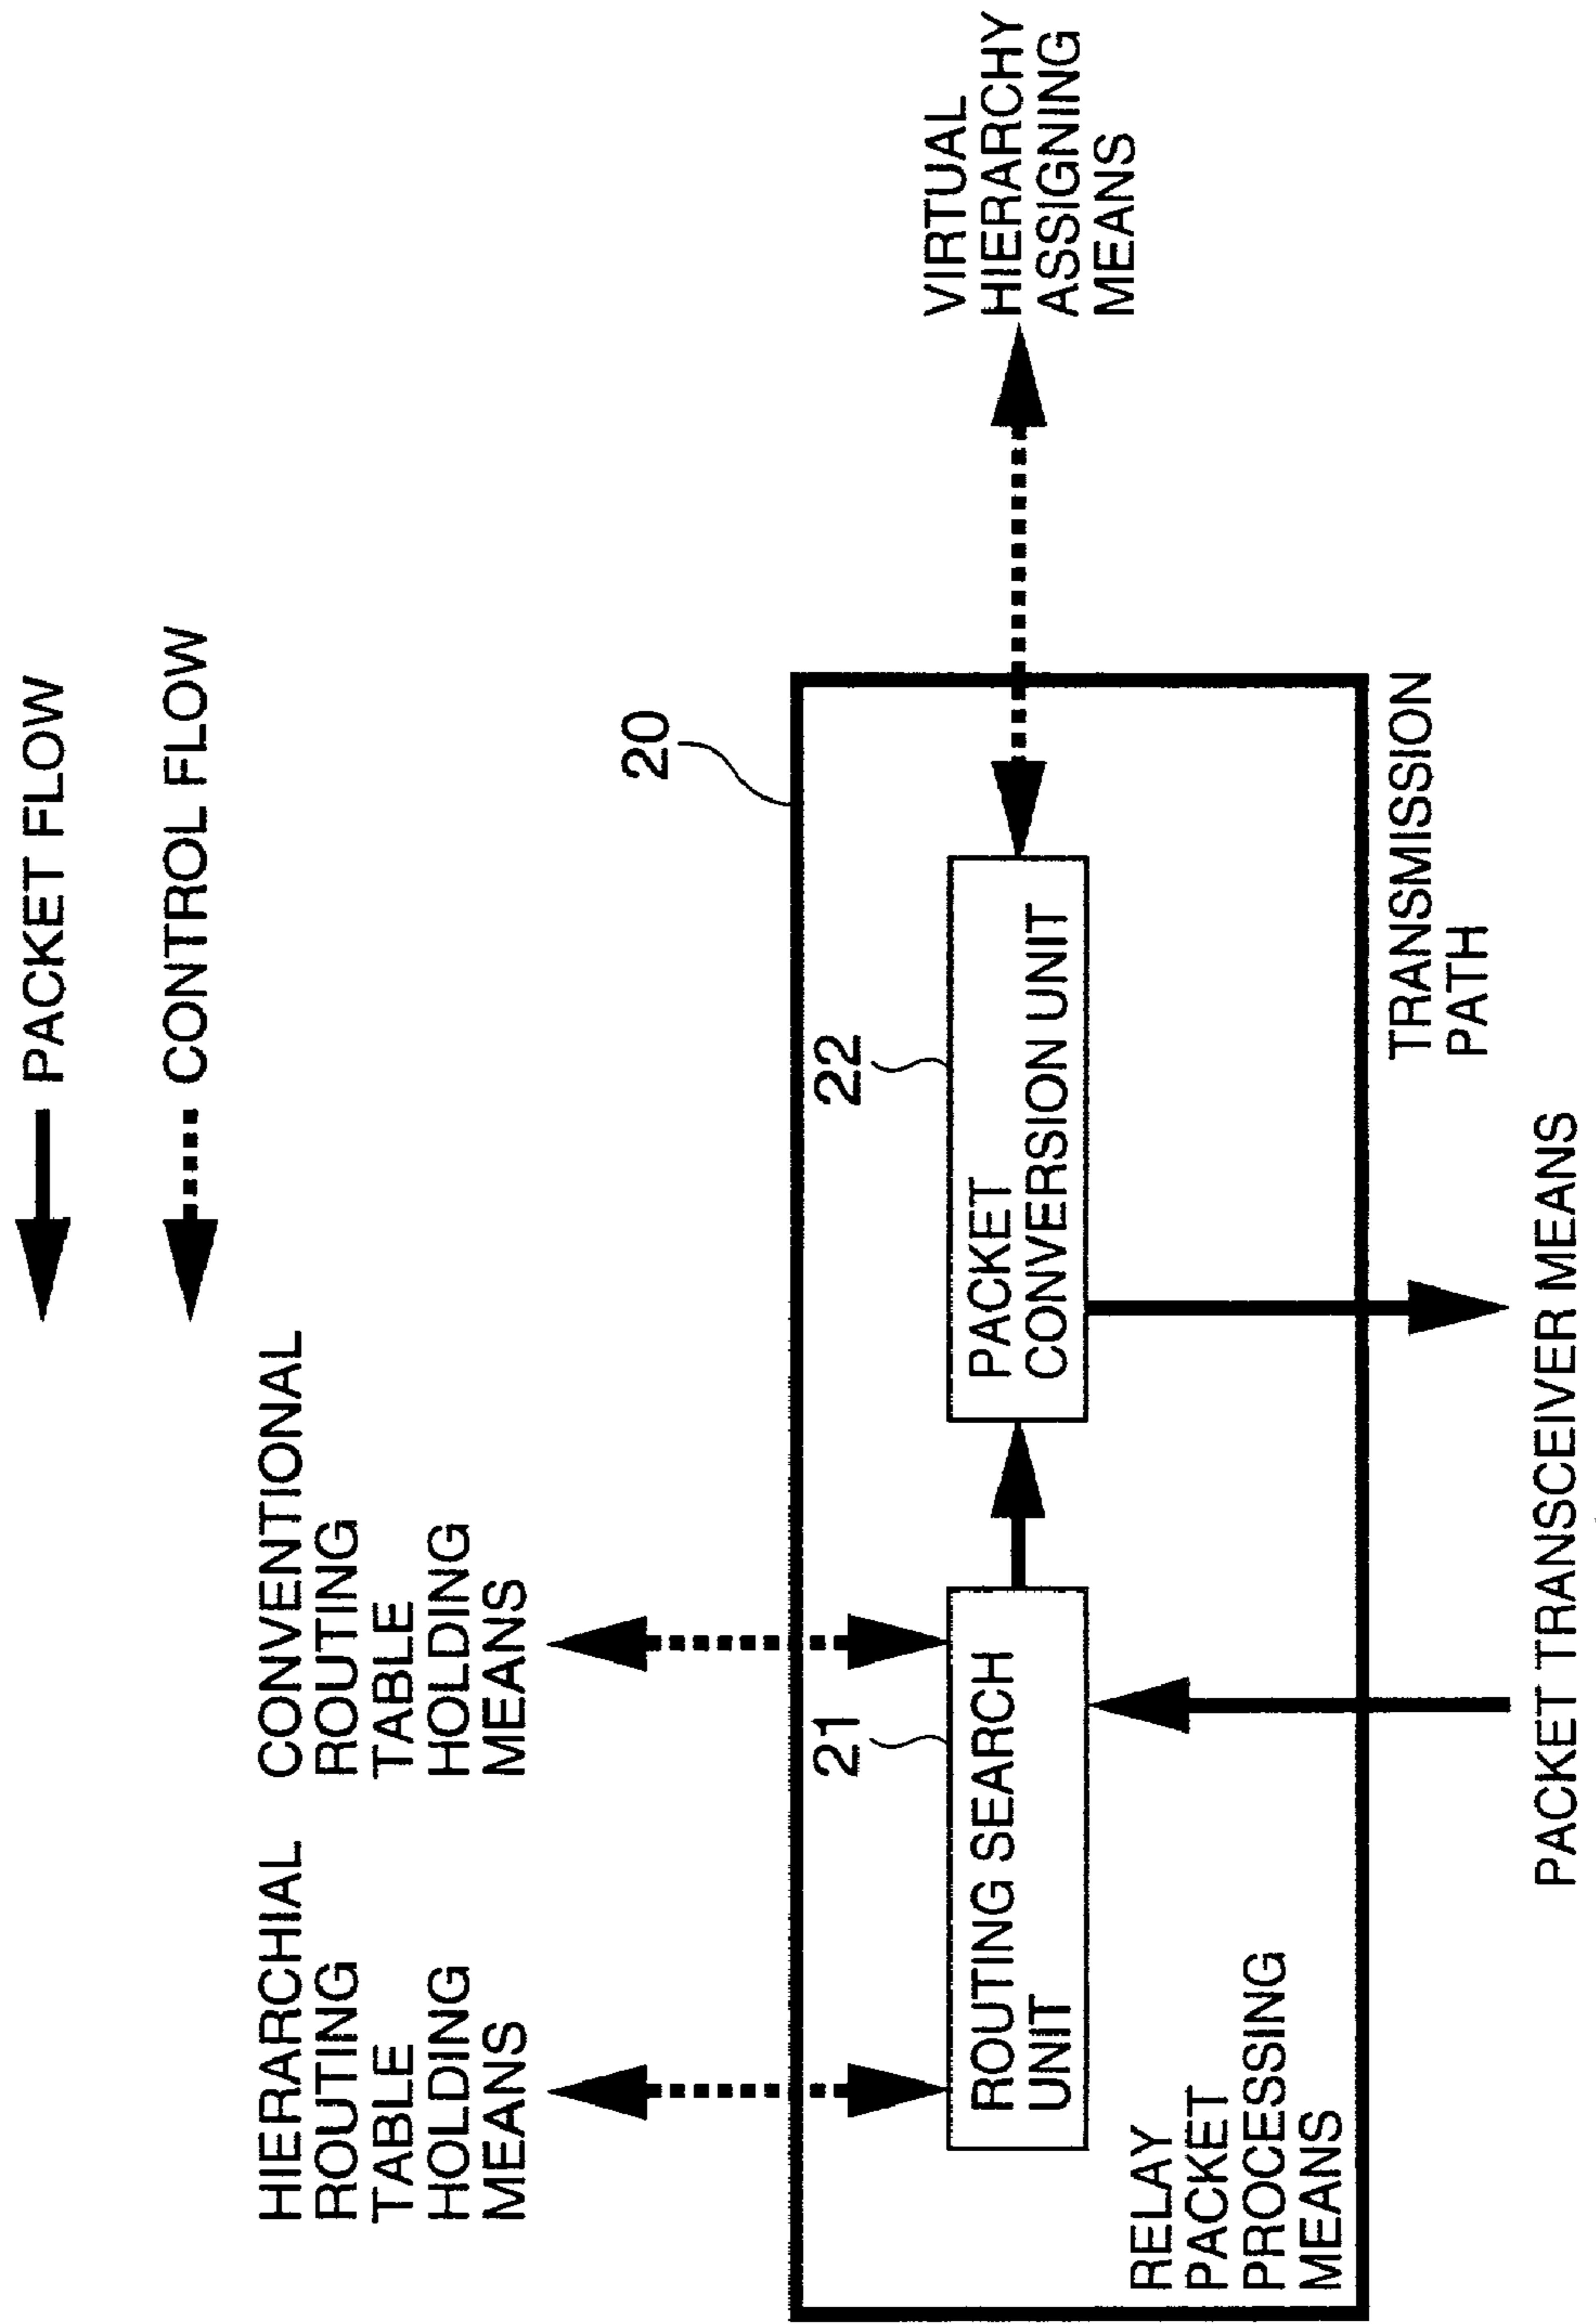 PACKET FLOW
CONTROL FLOW
HIERARCHIAL
ROUTING
TABLE
HOLDING
MEANS
CONVENTIONAL
ROUTING
TABLE
HOLDING
MEANS
20
21
22
ROUTING SEARCH
UNIT
PACKET
CONVERSION UNIT
VIRTUAL
HIERARCHY
ASSIGNING
MEANS
RELAY
PACKET
PROCESSING
MEANS
TRANSMISSION
PATH
PACKET TRANSCEIVER MEANS